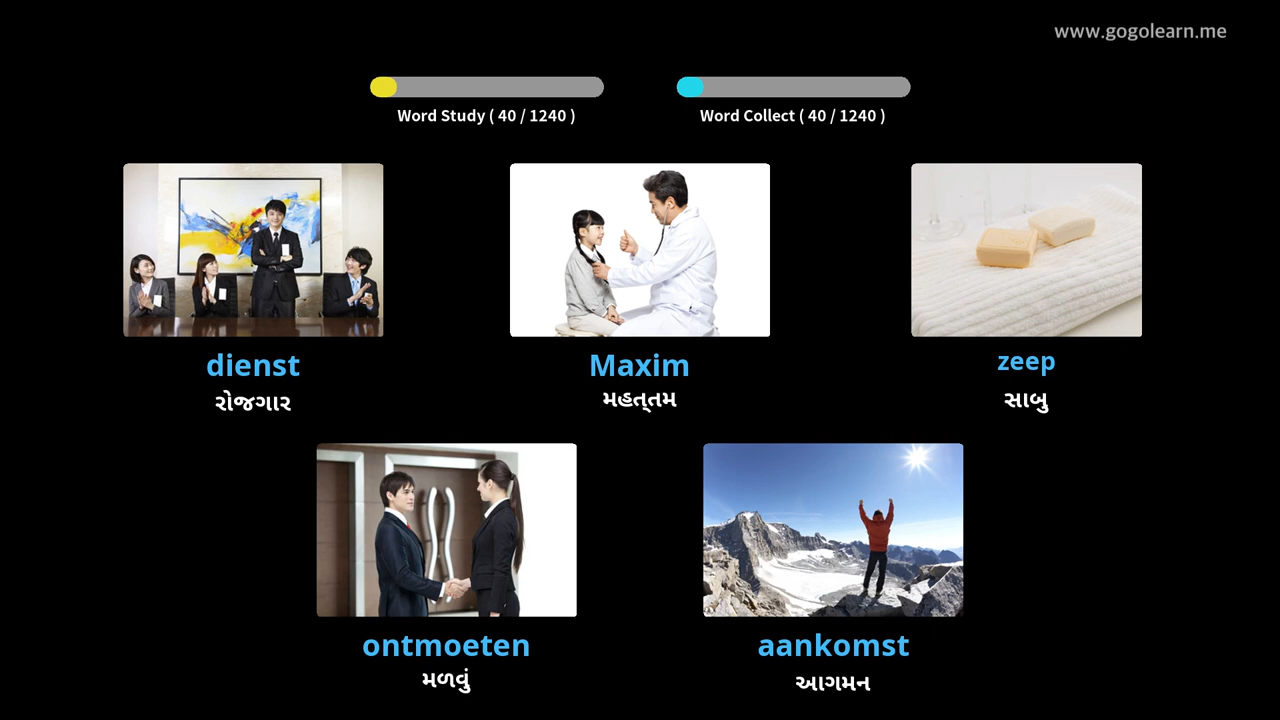 www.gogolearn.me
Word Study ( 40 / 1240 )
Word Collect ( 40 / 1240 )
dienst
રોજગાર
Maxim
મહત્‍તમ
zeep
સાબુ
ontmoeten
મળવું
aankomst
આગમન